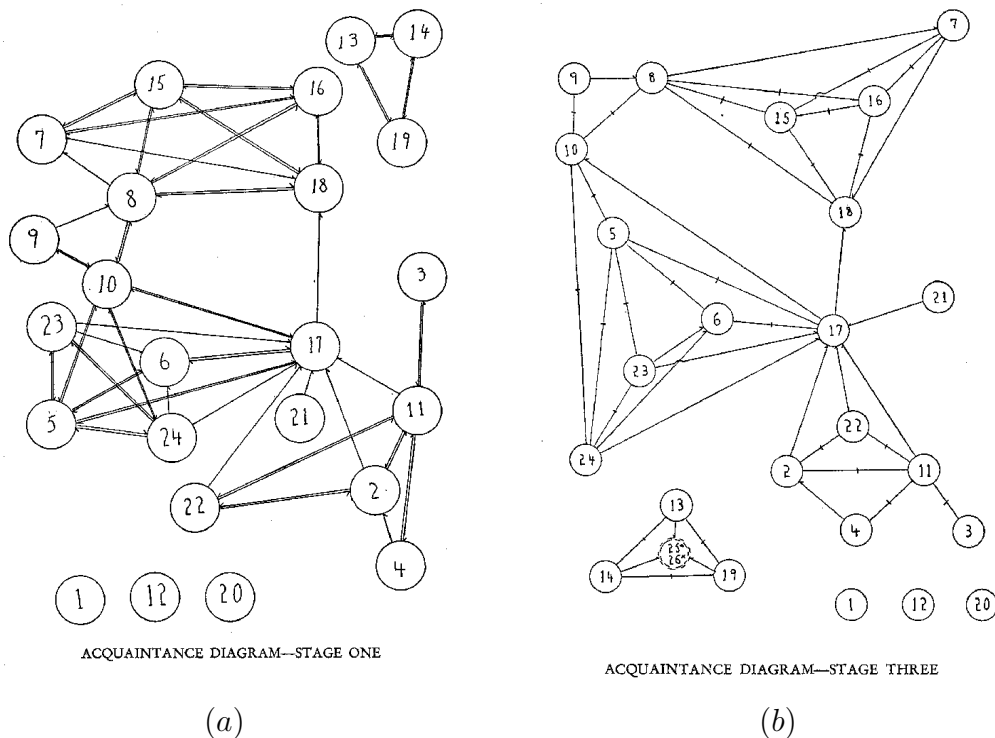 13 14
15 16
7 19
8 18
9 10 3
23 6 17
5 24 21 11
22 2
4
1 12 20
ACQUAINTANCE DIAGRAM—STAGE ONE
(a)
7
9 8
15 16
10
5 18
6 17 21
23
24 22
2 11
4 3
13
25*
26*
14 19
1 12 20
ACQUAINTANCE DIAGRAM—STAGE THREE
(b)